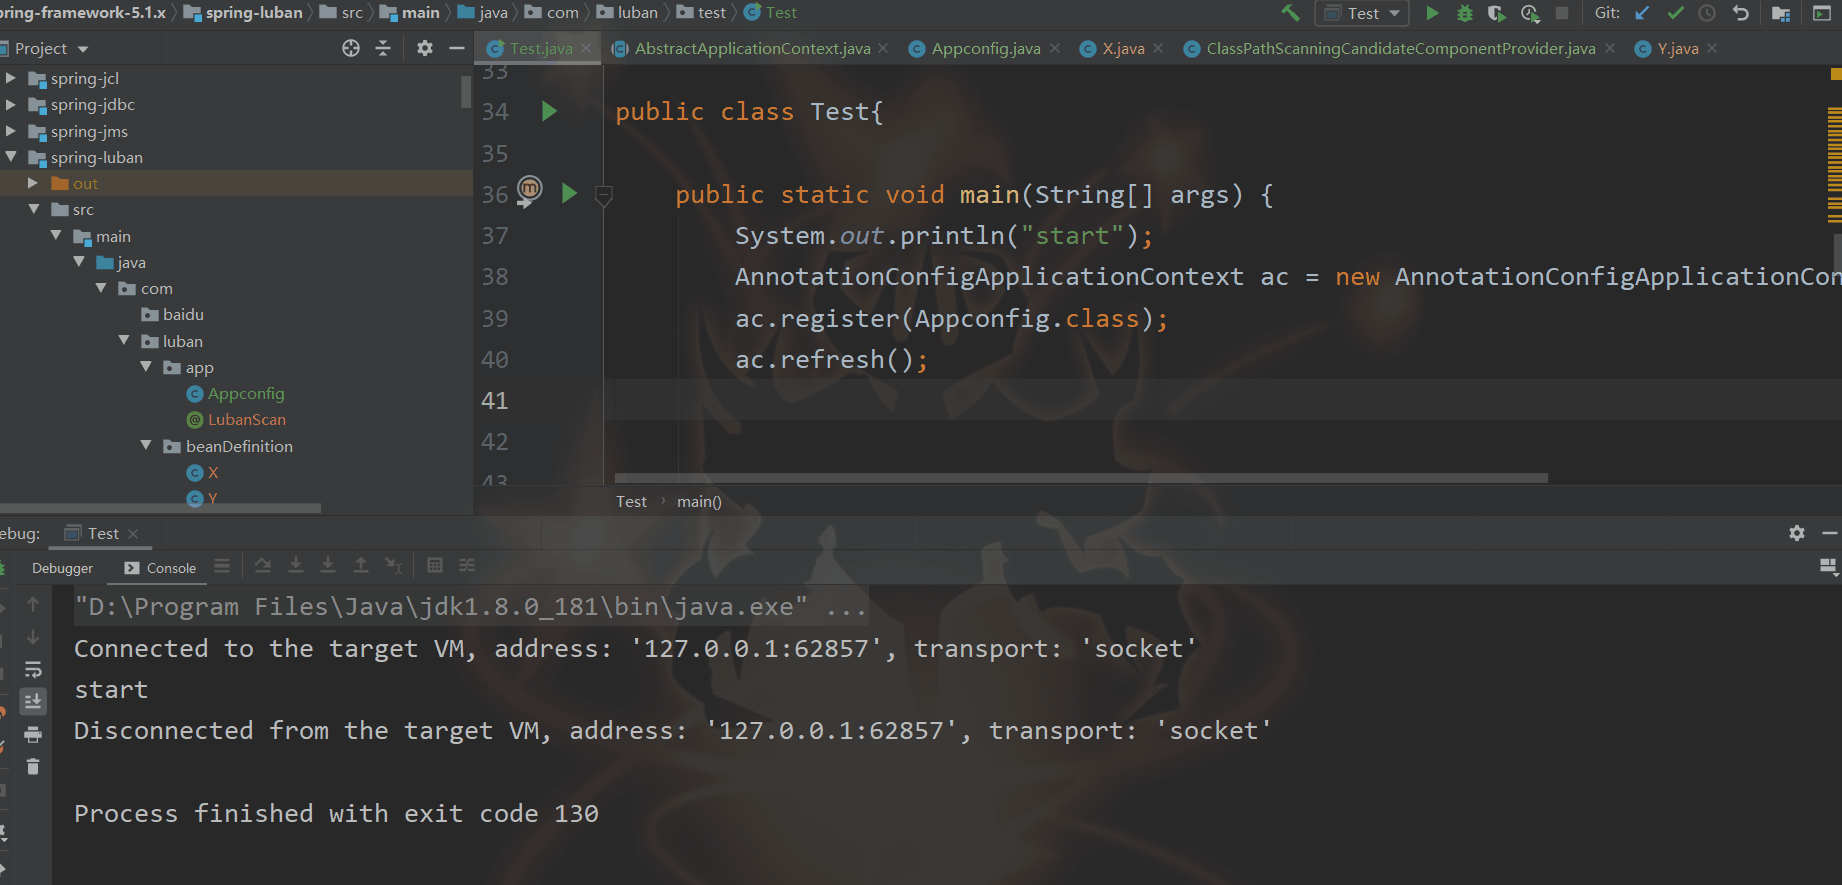 ring-framework-5.1.x spring-luban src main java com luban test Test Test Git:
Project
Test.java AbstractApplicationContext.java Appconfig.java X.java ClassPathScanningCandidateComponentProvider.java Y.java
spring-jcl
spring-jdbc
spring-jms
spring-luban
out
src
main
java
com
baidu
luban
app
Appconfig
LubanScan
beanDefinition
X
Y
33
34 public class Test{
35
36 public static void main(String[] args) {
37 System.out.println("start");
38 AnnotationConfigApplicationContext ac = new AnnotationConfigApplicationCon
39 ac.register(Appconfig.class);
40 ac.refresh();
41
42
43
Test main()
ebug: Test
Debugger Console
"D:\Program Files\Java\jdk1.8.0_181\bin\java.exe" ...
Connected to the target VM, address: '127.0.0.1:62857', transport: 'socket'
start
Disconnected from the target VM, address: '127.0.0.1:62857', transport: 'socket'
Process finished with exit code 130